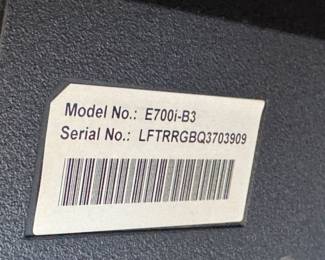 Model No.: E700i-B3
Serial No.: LFTRRGBQ3703909